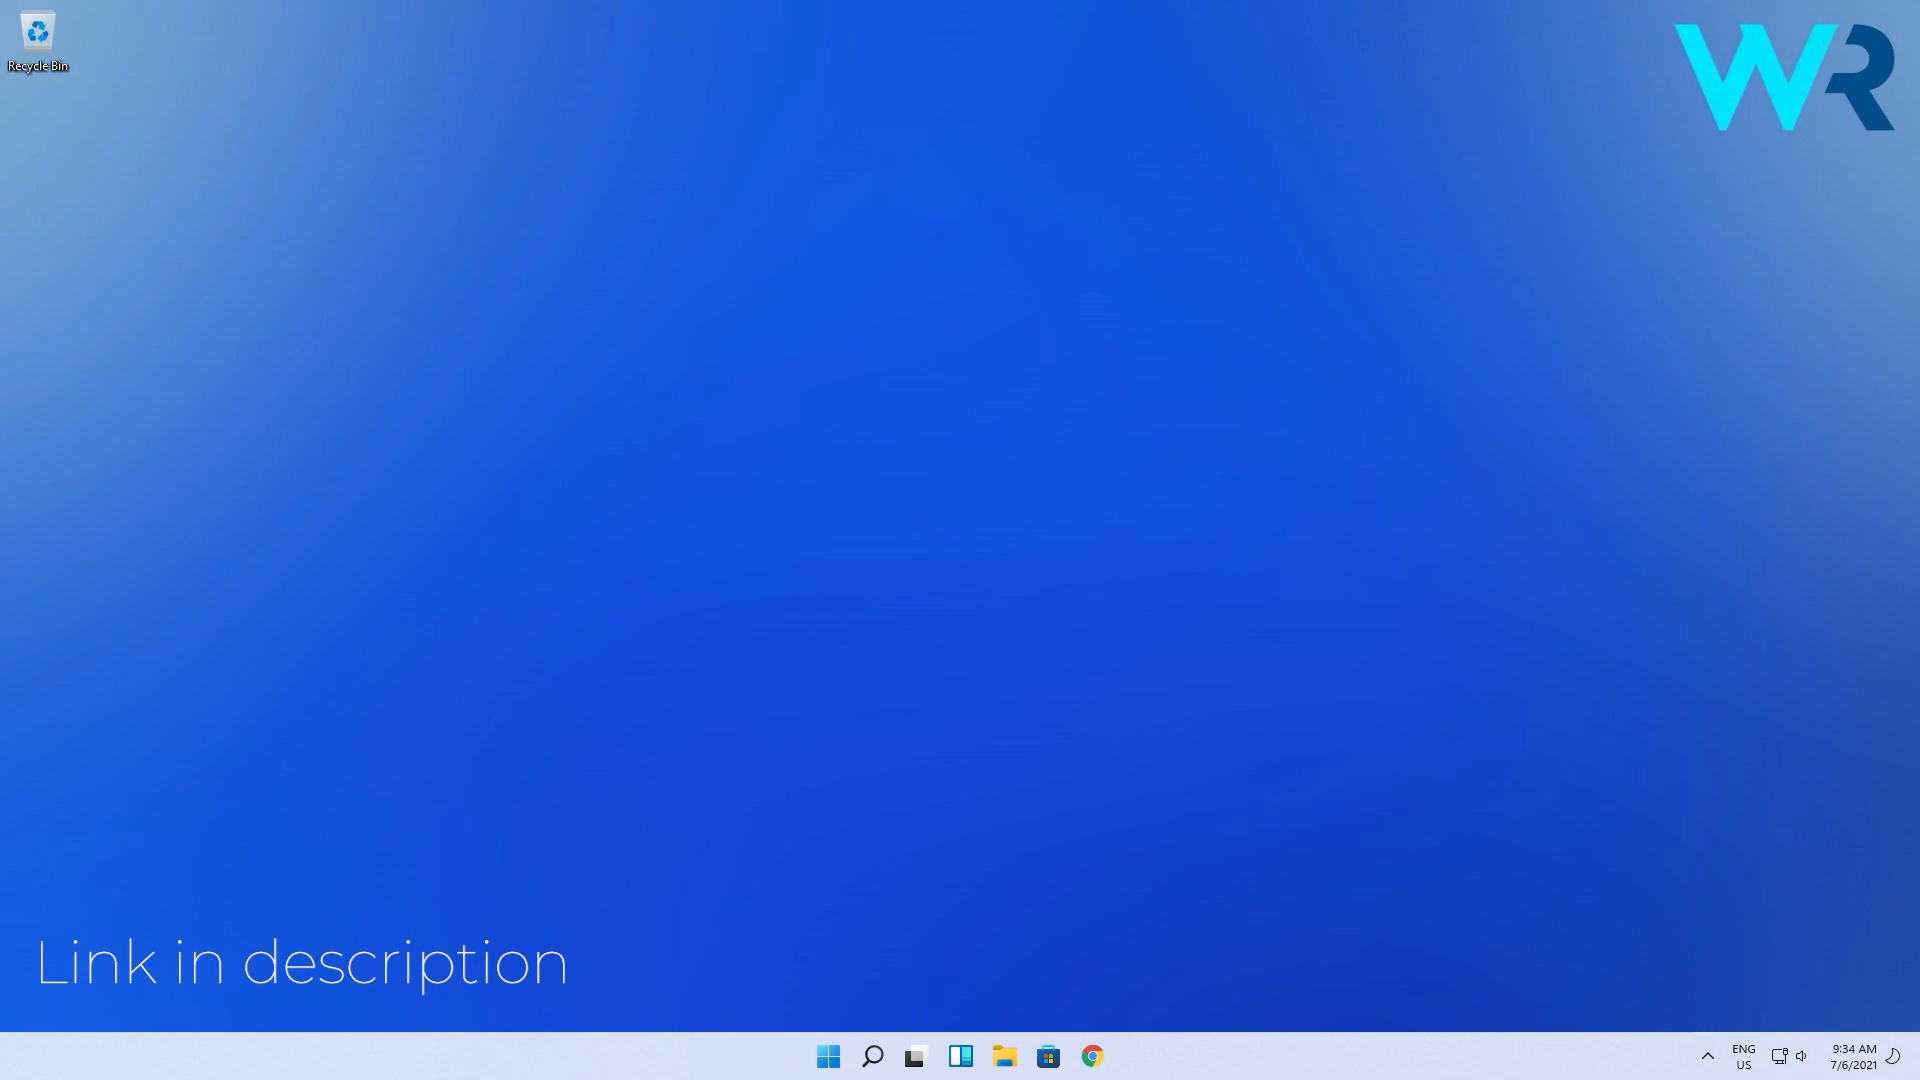 Recycle Bin
WR
Link in description
ENG
US
9:34 AM
7/6/2021